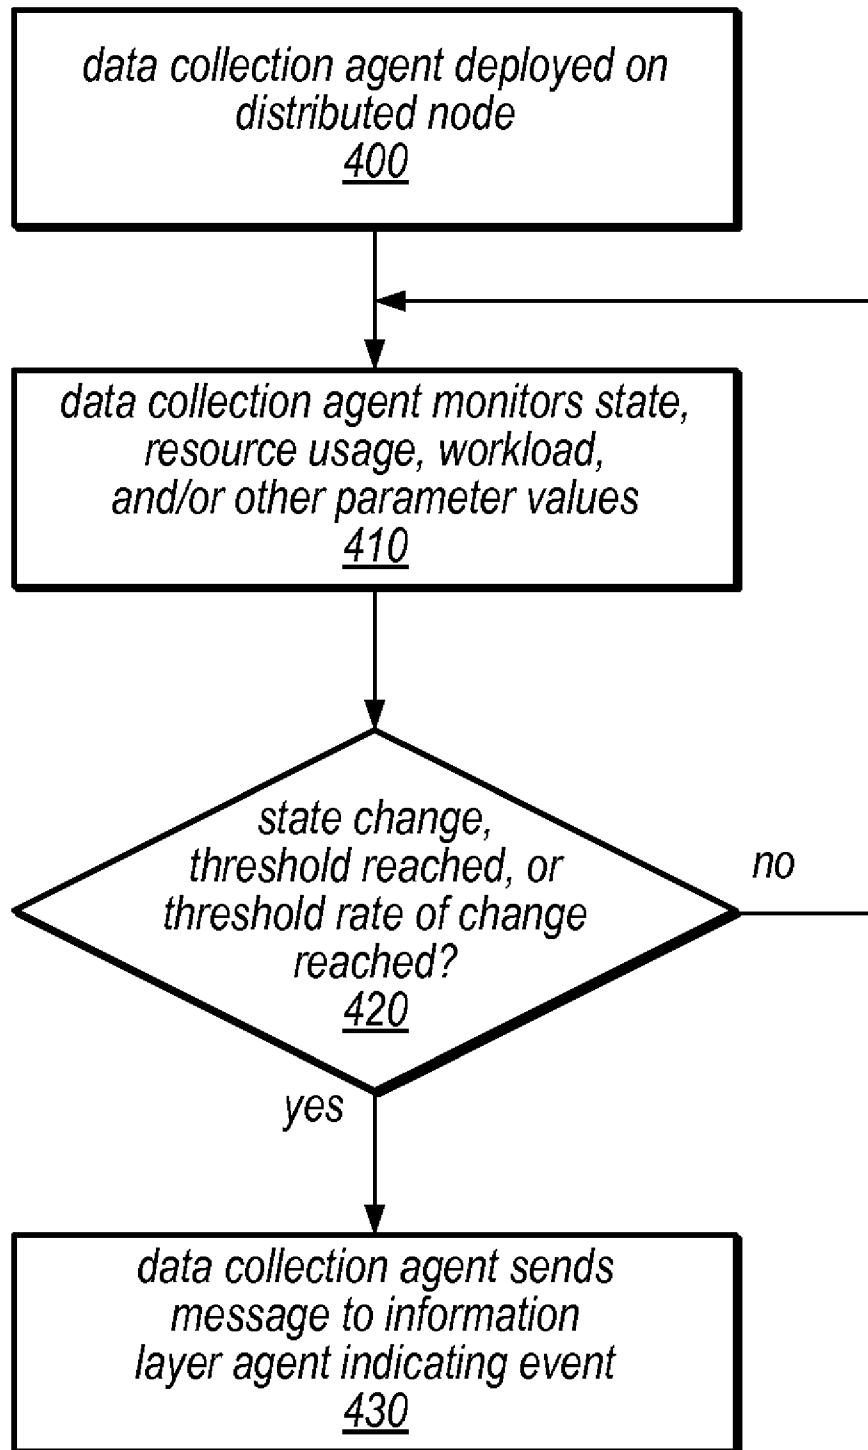 data collection agent deployed on
distributed node
400
data collection agent monitors state,
resource usage, workload,
and/or other parameter values
410
state change,
threshold reached, or
threshold rate of change
reached?
420
no
yes
data collection agent sends
message to information
layer agent indicating event
430